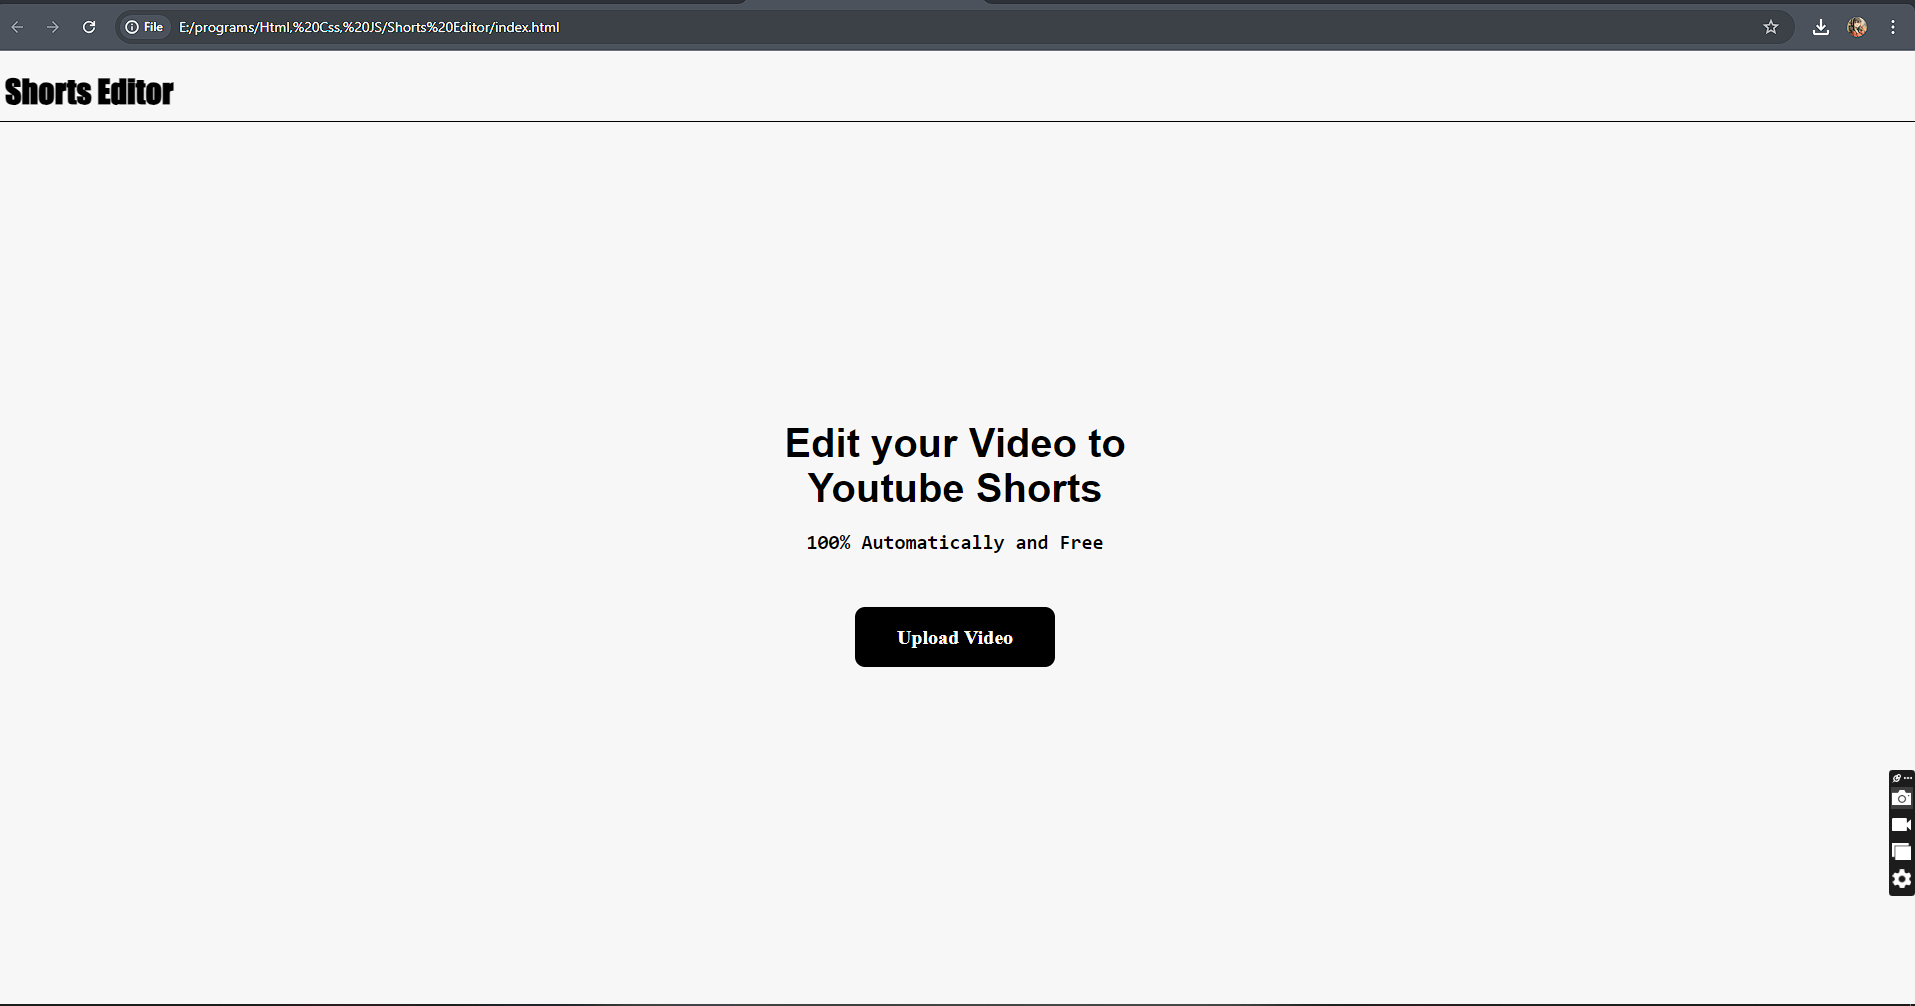 File E:/programs/Html,%20Css,%20JS/Shorts%20Editor/index.html
Shorts Editor
Edit your Video to
Youtube Shorts
100% Automatically and Free
Upload Video